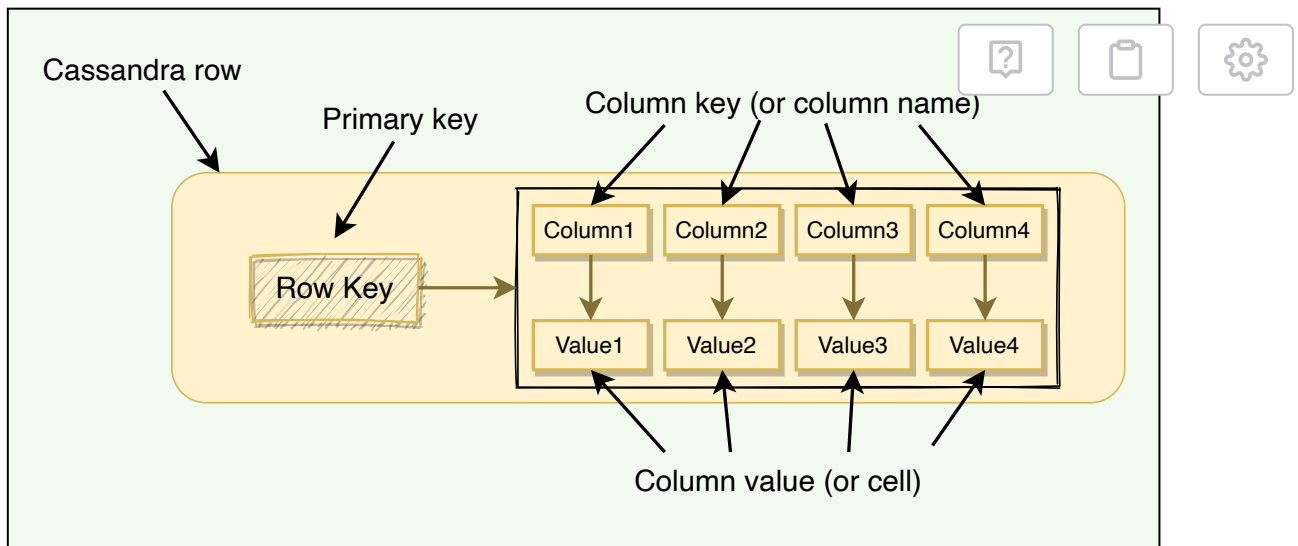 Cassandra row
Primary key
Column key (or column name)
Column1 Column2 Column3 Column4
Row Key
Value1 Value2 Value3 Value4
Column value (or cell)